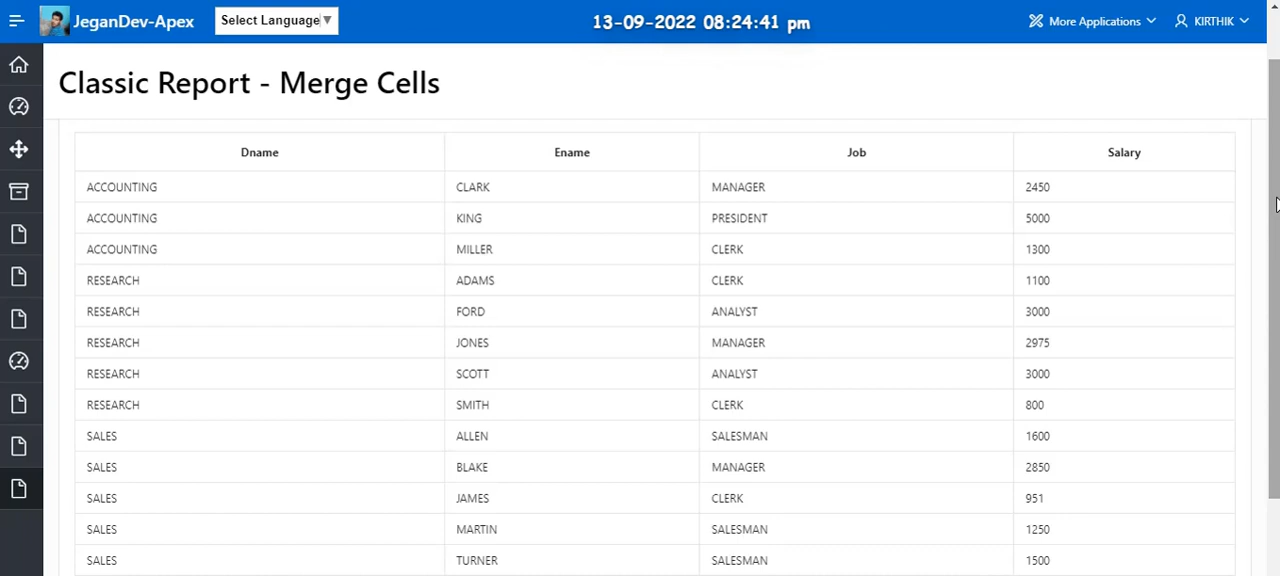 JeganDev-Apex Select Language▼ 13-09-2022 08:24:41 pm More Applications KIRTHIK
Classic Report - Merge Cells
Dname Ename Job Salary
ACCOUNTING CLARK MANAGER 2450
ACCOUNTING KING PRESIDENT 5000
ACCOUNTING MILLER CLERK 1300
RESEARCH ADAMS CLERK 1100
RESEARCH FORD ANALYST 3000
RESEARCH JONES MANAGER 2975
RESEARCH SCOTT ANALYST 3000
RESEARCH SMITH CLERK 800
SALES ALLEN SALESMAN 1600
SALES BLAKE MANAGER 2850
SALES JAMES CLERK 951
SALES MARTIN SALESMAN 1250
SALES TURNER SALESMAN 1500